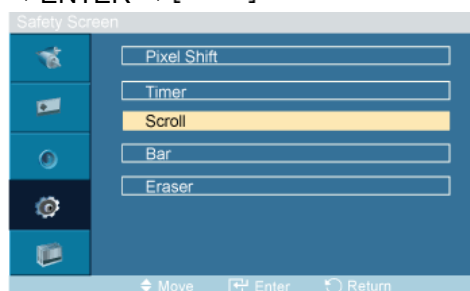 Safety Screen
Pixel Shift
Timer
Scroll
Bar
Eraser
Move Enter Return